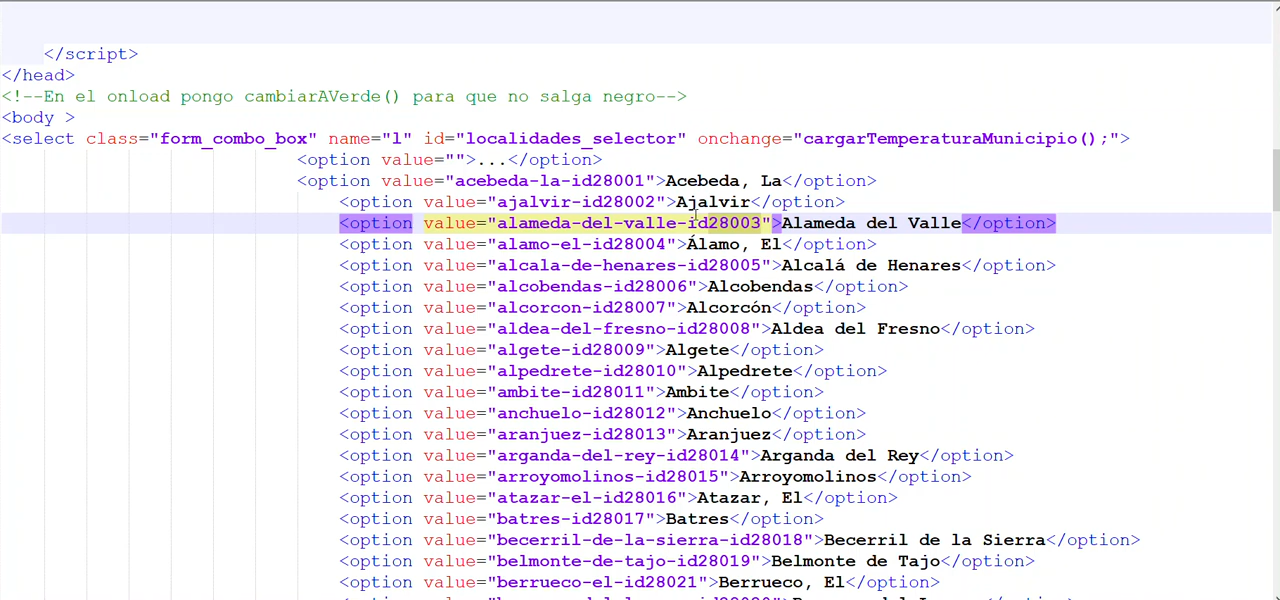 </script>
</head>
<!--En el onload pongo cambiarAVerde() para que no salga negro-->
<body >
<select class="form_combo_box" name="l" id="localidades_selector" onchange="cargarTemperaturaMunicipio();">
<option value="">...</option>
<option value="acebeda-la-id28001">Acebeda, La</option>
<option value="ajalvir-id28002">Ajalvir</option>
<option value="alameda-del-valle-id28003">Alameda del Valle</option>
<option value="alamo-el-id28004">Álamo, El</option>
<option value="alcala-de-henares-id28005">Alcalá de Henares</option>
<option value="alcobendas-id28006">Alcobendas</option>
<option value="alcorcon-id28007">Alcorcón</option>
<option value="aldea-del-fresno-id28008">Aldea del Fresno</option>
<option value="algete-id28009">Algete</option>
<option value="alpedrete-id28010">Alpedrete</option>
<option value="ambite-id28011">Ambite</option>
<option value="anchuelo-id28012">Anchuelo</option>
<option value="aranjuez-id28013">Aranjuez</option>
<option value="arganda-del-rey-id28014">Arganda del Rey</option>
<option value="arroyomolinos-id28015">Arroyomolinos</option>
<option value="atazar-el-id28016">Atazar, El</option>
<option value="batres-id28017">Batres</option>
<option value="becerril-de-la-sierra-id28018">Becerril de la Sierra</option>
<option value="belmonte-de-tajo-id28019">Belmonte de Tajo</option>
<option value="berrueco-el-id28021">Berrueco, El</option>